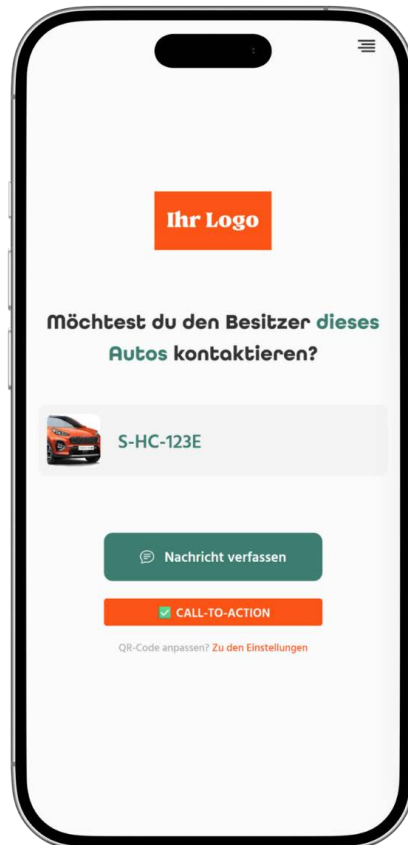 Ihr Logo
Möchtest du den Besitzer dieses
Autos kontaktieren?
S-HC-123E
Nachricht verfassen
✅ CALL-TO-ACTION
QR-Code anpassen? Zu den Einstellungen